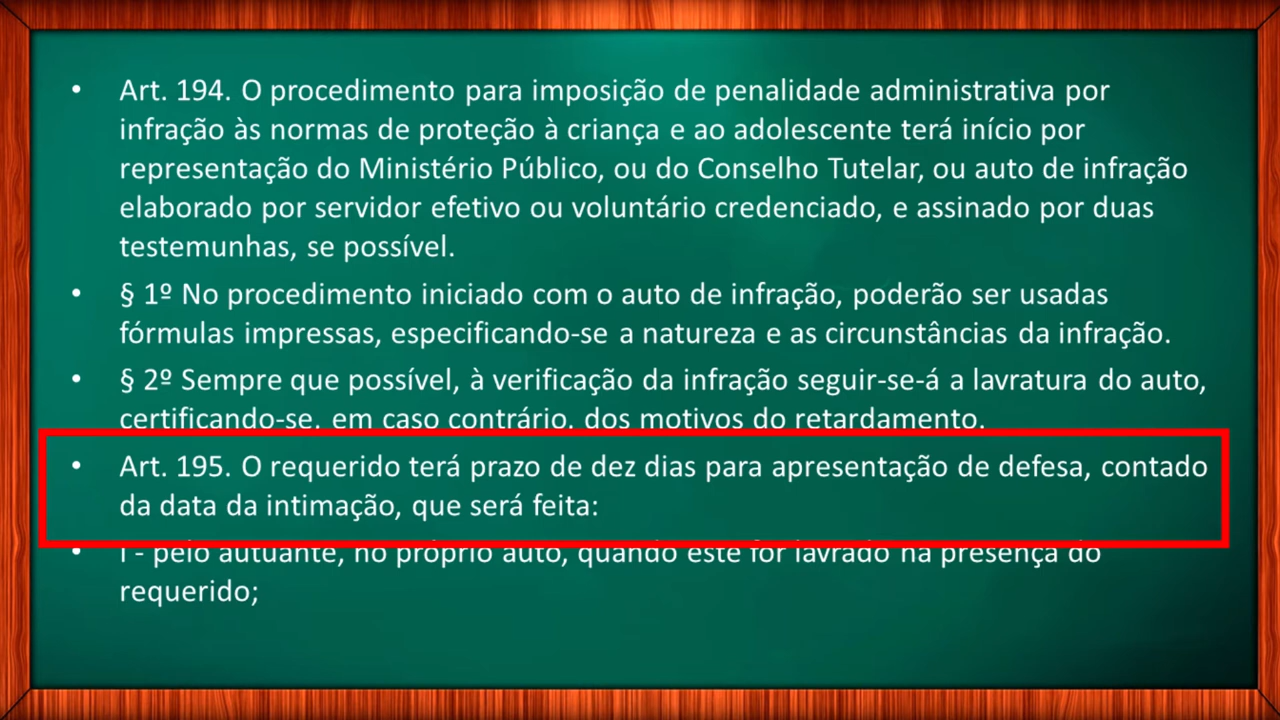 • Art. 194. O procedimento para imposição de penalidade administrativa por
infração às normas de proteção à criança e ao adolescente terá início por
representação do Ministério Público, ou do Conselho Tutelar, ou auto de infração
elaborado por servidor efetivo ou voluntário credenciado, e assinado por duas
testemunhas, se possível.
• § 1º No procedimento iniciado com o auto de infração, poderão ser usadas
fórmulas impressas, especificando-se a natureza e as circunstâncias da infração.
• § 2º Sempre que possível, à verificação da infração seguir-se-á a lavratura do auto,
certificando-se, em caso contrário, dos motivos do retardamento.
• Art. 195. O requerido terá prazo de dez dias para apresentação de defesa, contado
da data da intimação, que será feita:
• I - pelo autuante, no próprio auto, quando este for lavrado na presença do
requerido;